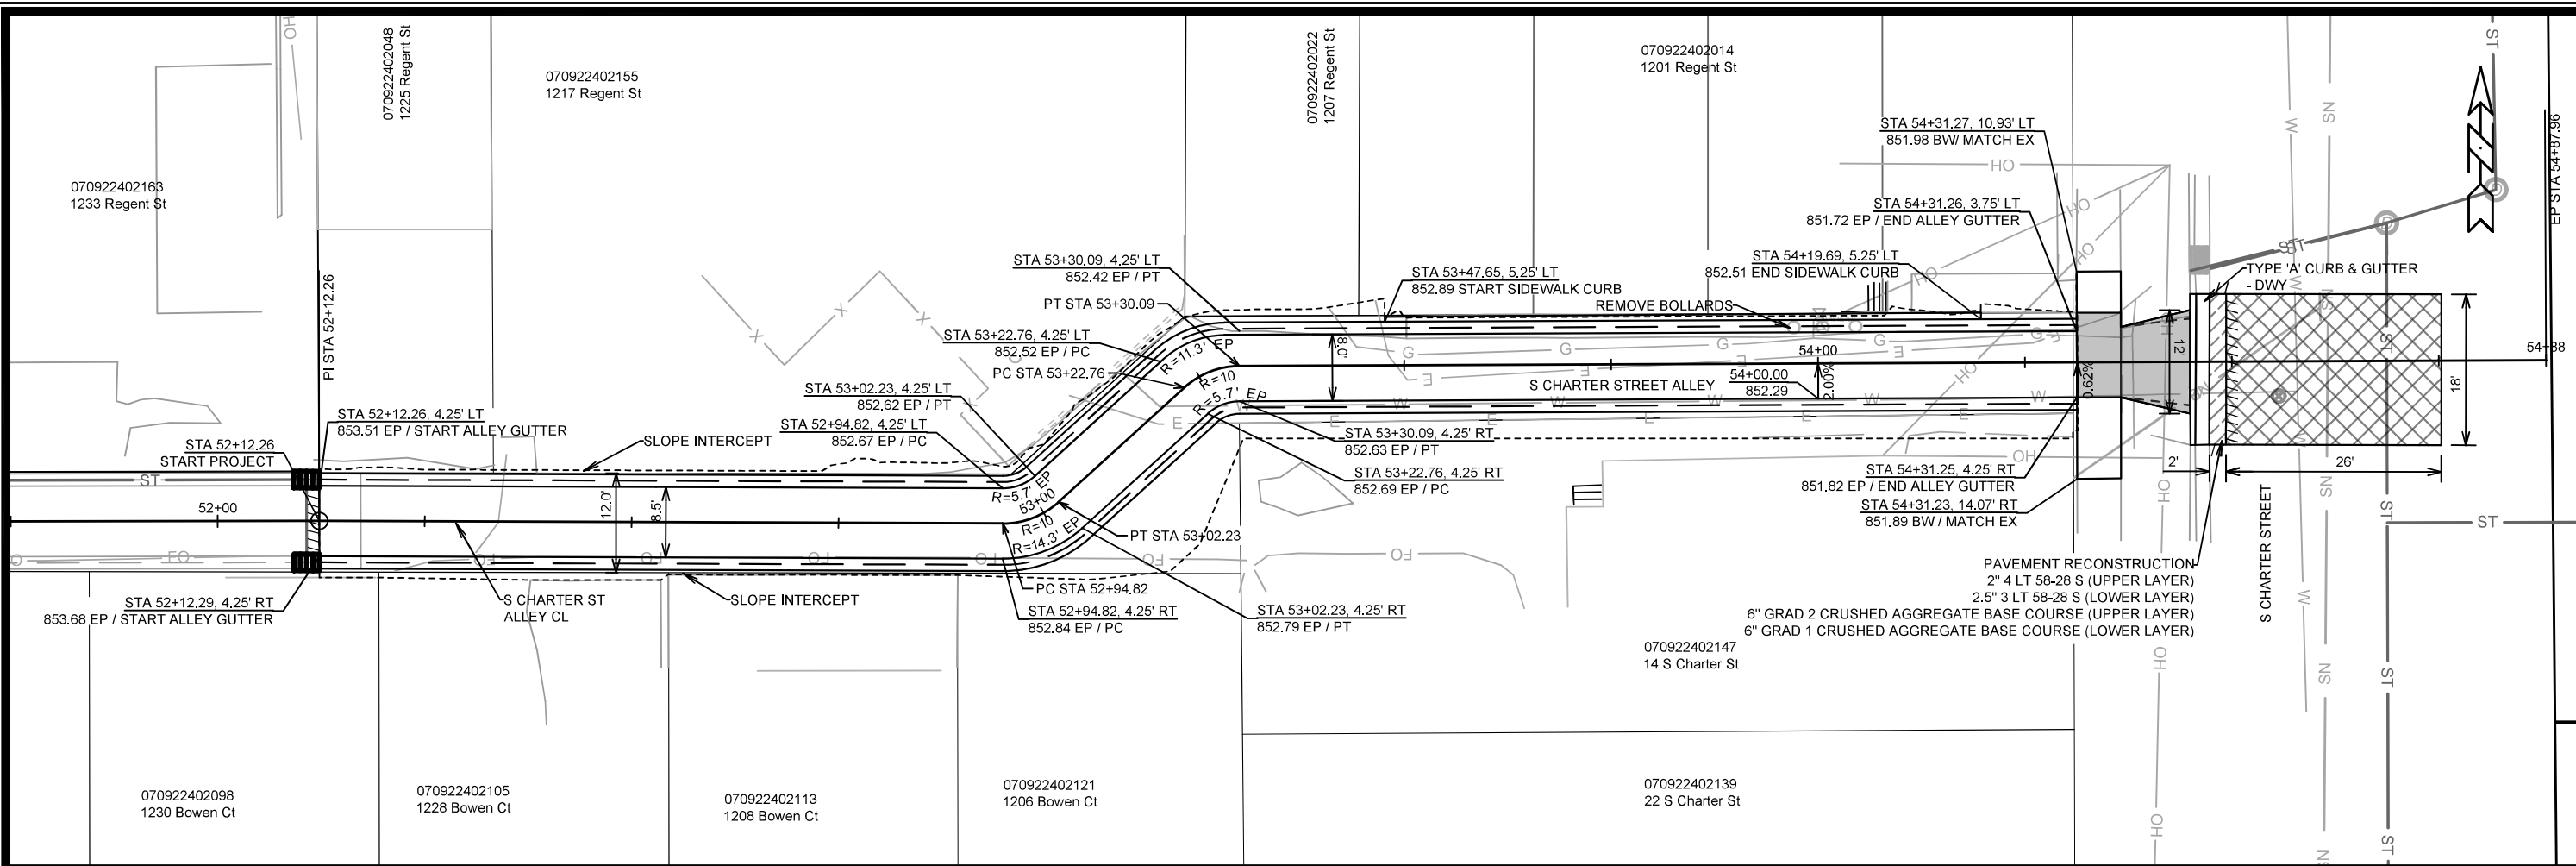 070922402163
1233 Regent St
070922402048
1225 Regent St
070922402155
1217 Regent St
070922402022
1207 Regent St
070922402014
1201 Regent St
PI STA 52+12.26
STA 52+12.26
START PROJECT
STA 52+12.26, 4.25' LT
853.51 EP / START ALLEY GUTTER
SLOPE INTERCEPT
STA 52+94.82, 4.25' LT
852.67 EP / PC
STA 53+02.23, 4.25' LT
852.62 EP / PT
PC STA 53+22.76
STA 53+22.76, 4.25' LT
852.52 EP / PC
PT STA 53+30.09
STA 53+30.09, 4.25' LT
852.42 EP / PT
STA 53+47.65, 5.25' LT
852.89 START SIDEWALK CURB
REMOVE BOLLARDS
STA 54+19.69, 5.25' LT
852.51 END SIDEWALK CURB
STA 54+31.26, 3.75' LT
851.72 EP / END ALLEY GUTTER
STA 54+31.27, 10.93' LT
851.98 BW/ MATCH EX
TYPE 'A' CURB & GUTTER
- DWY
EP STA 54+87.96
54+88
52+00
12.0'
8.5'
R=5.7' EP
53+00
R=10
R=14.3' EP
R=11.3' EP
R=10
R=5.7' EP
8.0'
S CHARTER STREET ALLEY
54+00
54+00.00
852.29
2.00%
0.62%
12'
18'
2'
26'
STA 53+30.09, 4.25' RT
852.63 EP / PT
STA 53+22.76, 4.25' RT
852.69 EP / PC
PT STA 53+02.23
PC STA 52+94.82
STA 52+94.82, 4.25' RT
852.84 EP / PC
STA 53+02.23, 4.25' RT
852.79 EP / PT
SLOPE INTERCEPT
S CHARTER ST
ALLEY CL
STA 52+12.29, 4.25' RT
853.68 EP / START ALLEY GUTTER
STA 54+31.25, 4.25' RT
851.82 EP / END ALLEY GUTTER
STA 54+31.23, 14.07' RT
851.89 BW / MATCH EX
PAVEMENT RECONSTRUCTION
2" 4 LT 58-28 S (UPPER LAYER)
2.5" 3 LT 58-28 S (LOWER LAYER)
6" GRAD 2 CRUSHED AGGREGATE BASE COURSE (UPPER LAYER)
6" GRAD 1 CRUSHED AGGREGATE BASE COURSE (LOWER LAYER)
S CHARTER STREET
070922402147
14 S Charter St
070922402098
1230 Bowen Ct
070922402105
1228 Bowen Ct
070922402113
1208 Bowen Ct
070922402121
1206 Bowen Ct
070922402139
22 S Charter St